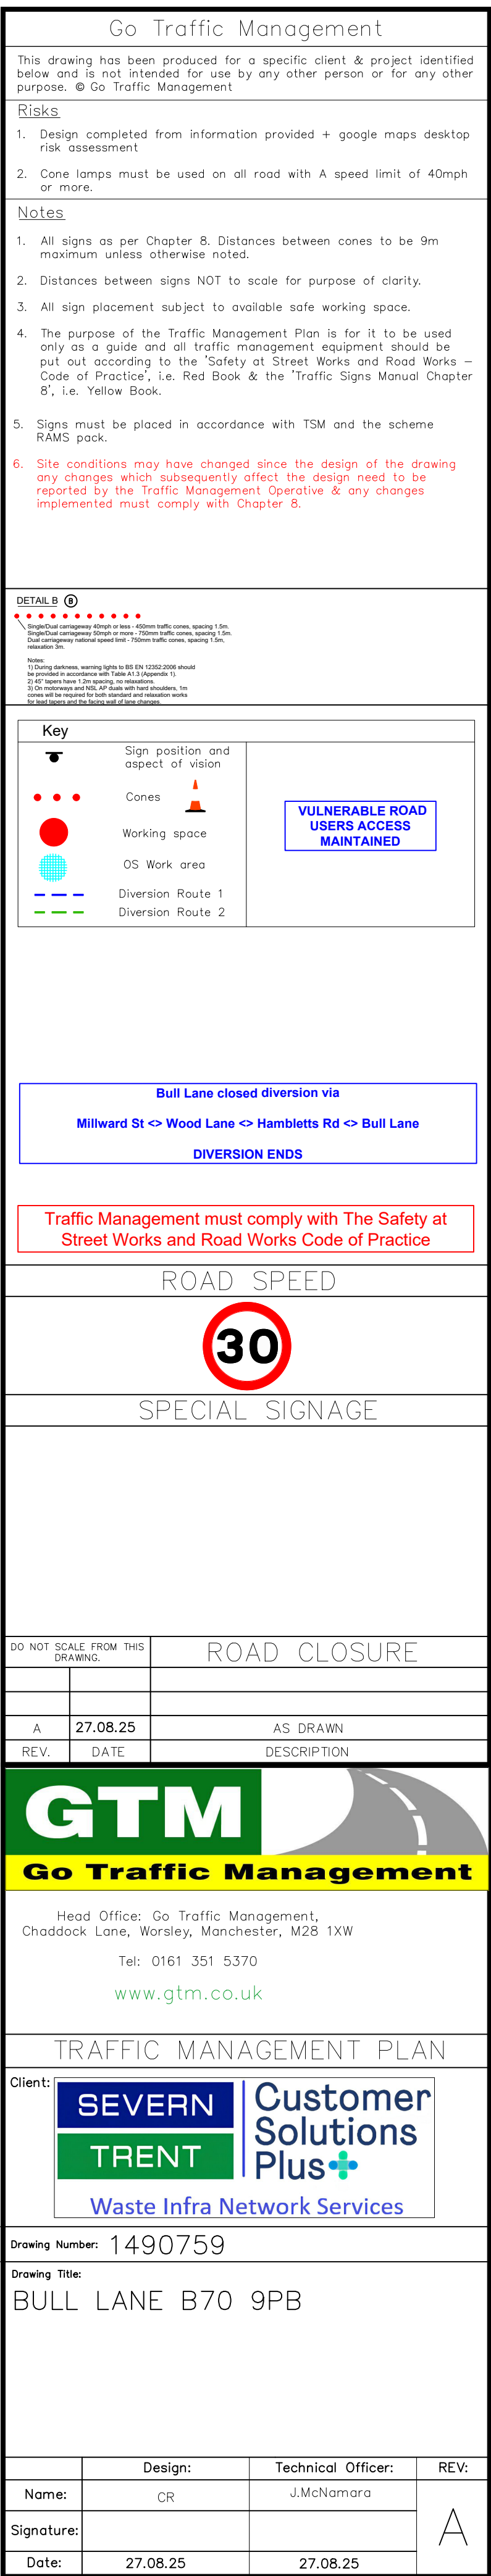 Go Traffic Management
This drawing has been produced for a specific client & project identified
below and is not intended for use by any other person or for any other
purpose. © Go Traffic Management
Risks
1. Design completed from information provided + google maps desktop
risk assessment
2. Cone lamps must be used on all road with A speed limit of 40mph
or more.
Notes
1. All signs as per Chapter 8. Distances between cones to be 9m
maximum unless otherwise noted.
2. Distances between signs NOT to scale for purpose of clarity.
3. All sign placement subject to available safe working space.
4. The purpose of the Traffic Management Plan is for it to be used
only as a guide and all traffic management equipment should be
put out according to the 'Safety at Street Works and Road Works –
Code of Practice', i.e. Red Book & the 'Traffic Signs Manual Chapter
8', i.e. Yellow Book.
5. Signs must be placed in accordance with TSM and the scheme
RAMS pack.
6. Site conditions may have changed since the design of the drawing
any changes which subsequently affect the design need to be
reported by the Traffic Management Operative & any changes
implemented must comply with Chapter 8.
DETAIL B B
Single/Dual carriageway 40mph or less - 450mm traffic cones, spacing 1.5m.
Single/Dual carriageway 50mph or more - 750mm traffic cones, spacing 1.5m.
Dual carriageway national speed limit - 750mm traffic cones, spacing 1.5m,
relaxation 3m.
Notes:
1) During darkness, warning lights to BS EN 12352:2006 should
be provided in accordance with Table A1.3 (Appendix 1).
2) 45° tapers have 1.2m spacing, no relaxations.
3) On motorways and NSL AP duals with hard shoulders, 1m
cones will be required for both standard and relaxation works
for lead tapers and the facing wall of lane changes.
Key
Sign position and
aspect of vision
Cones
Working space
OS Work area
Diversion Route 1
Diversion Route 2
VULNERABLE ROAD
USERS ACCESS
MAINTAINED
Bull Lane closed diversion via
Millward St <> Wood Lane <> Hambletts Rd <> Bull Lane
DIVERSION ENDS
Traffic Management must comply with The Safety at
Street Works and Road Works Code of Practice
ROAD SPEED
30
SPECIAL SIGNAGE
DO NOT SCALE FROM THIS
DRAWING.
ROAD CLOSURE
A 27.08.25 AS DRAWN
REV. DATE DESCRIPTION
GTM
Go Traffic Management
Head Office: Go Traffic Management,
Chaddock Lane, Worsley, Manchester, M28 1XW
Tel: 0161 351 5370
www.gtm.co.uk
TRAFFIC MANAGEMENT PLAN
Client:
SEVERN
TRENT
Customer
Solutions
Plus
Waste Infra Network Services
Drawing Number: 1490759
Drawing Title:
BULL LANE B70 9PB
Design: Technical Officer: REV:
Name: CR J.McNamara
A
Signature:
Date: 27.08.25 27.08.25